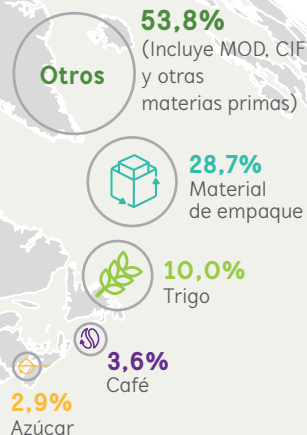 53,8%
(Incluye MOD, CIF
Otros
y otras
materias primas)
28,7%
Material
de empaque
10,0%
Trigo
3,6%
Café
2,9%
Azúcar